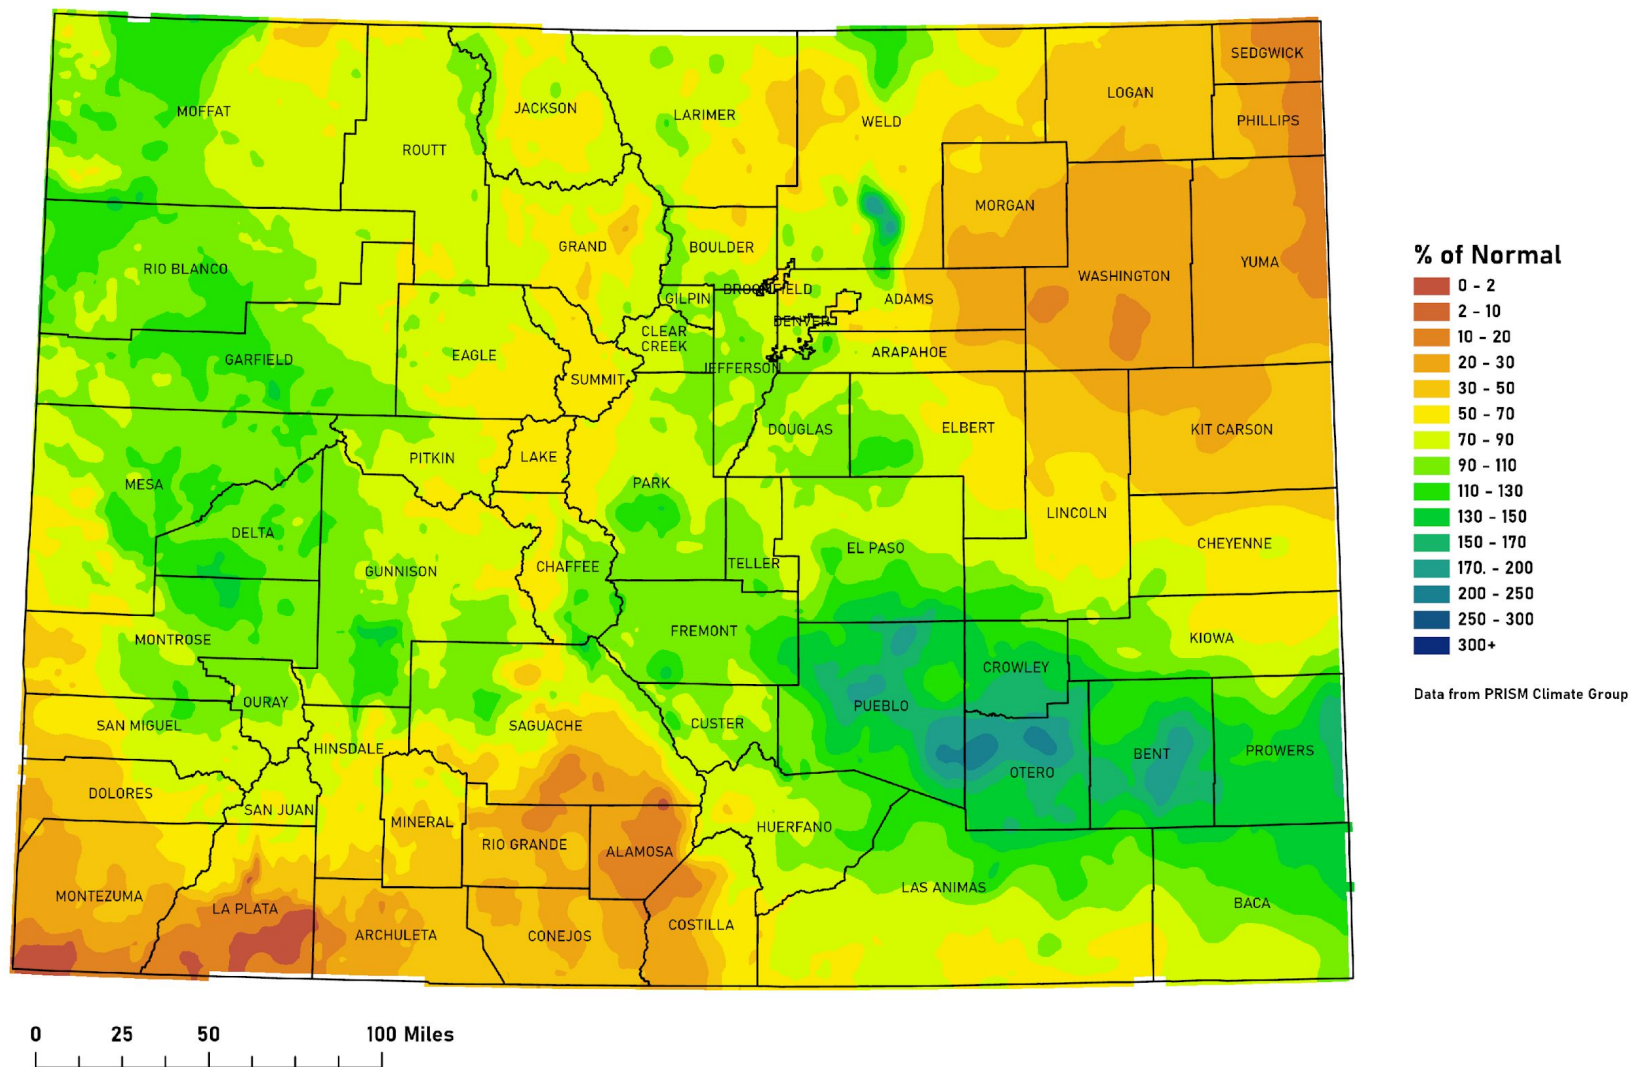 SEDGWICK
LOGAN
MOFFAT
JACKSON
LARIMER
WELD
PHILLIPS
ROUTT
MORGAN
GRAND
BOULDER
RIO BLANCO
WASHINGTON
YUMA
GILPIN
BROOMFIELD
ADAMS
DENVER
CLEAR
CREEK
GARFIELD
EAGLE
ARAPAHOE
SUMMIT
JEFFERSON
DOUGLAS
ELBERT
KIT CARSON
PITKIN
LAKE
MESA
PARK
LINCOLN
DELTA
CHEYENNE
GUNNISON
CHAFFEE
TELLER
EL PASO
MONTROSE
FREMONT
KIOWA
CROWLEY
OURAY
PUEBLO
SAN MIGUEL
SAGUACHE
CUSTER
HINSDALE
BENT
PROWERS
OTERO
DOLORES
SAN JUAN
MINERAL
HUERFANO
RIO GRANDE
ALAMOSA
LAS ANIMAS
MONTEZUMA
LA PLATA
BACA
ARCHULETA
CONEJOS
COSTILLA
% of Normal
0 - 2
2 - 10
10 - 20
20 - 30
30 - 50
50 - 70
70 - 90
90 - 110
110 - 130
130 - 150
150 - 170
170. - 200
200 - 250
250 - 300
300+
Data from PRISM Climate Group
0 25 50 100 Miles